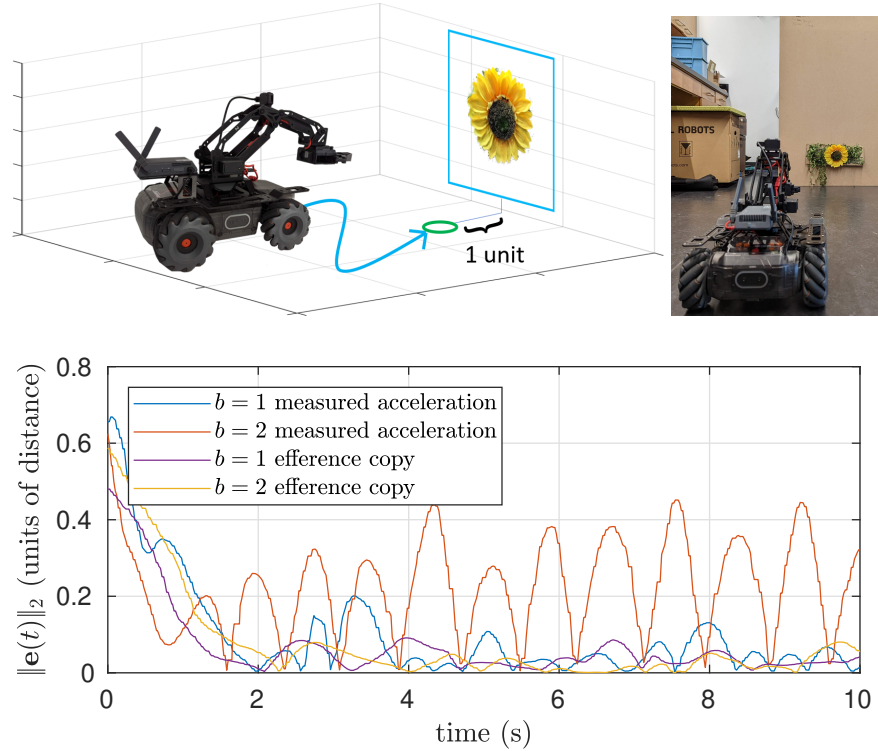 1 unit
L ROBOTS
0.8
0.6
0.4
0.2
0
b = 1 measured acceleration
b = 2 measured acceleration
b = 1 efference copy
b = 2 efference copy
‖e(t)‖₂ (units of distance)
0 2 4 6 8 10
time (s)